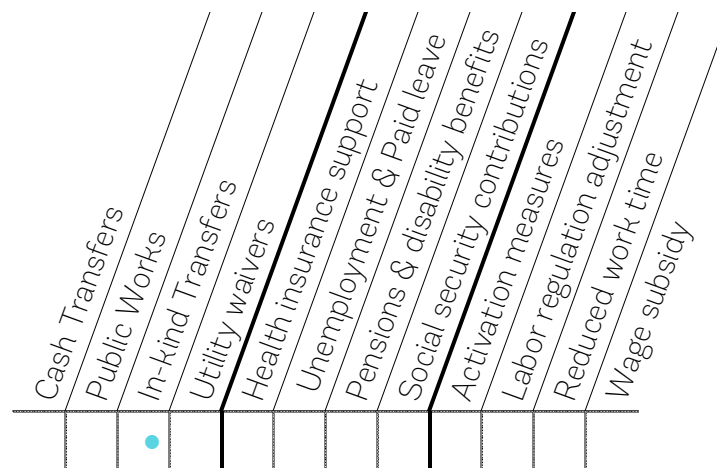 Cash Transfers
Public Works
In-kind Transfers
Utility waivers
Health insurance support
Unemployment & Paid leave
Pensions & disability benefits
Social security contributions
Activation measures
Labor regulation adjustment
Reduced work time
Wage subsidy